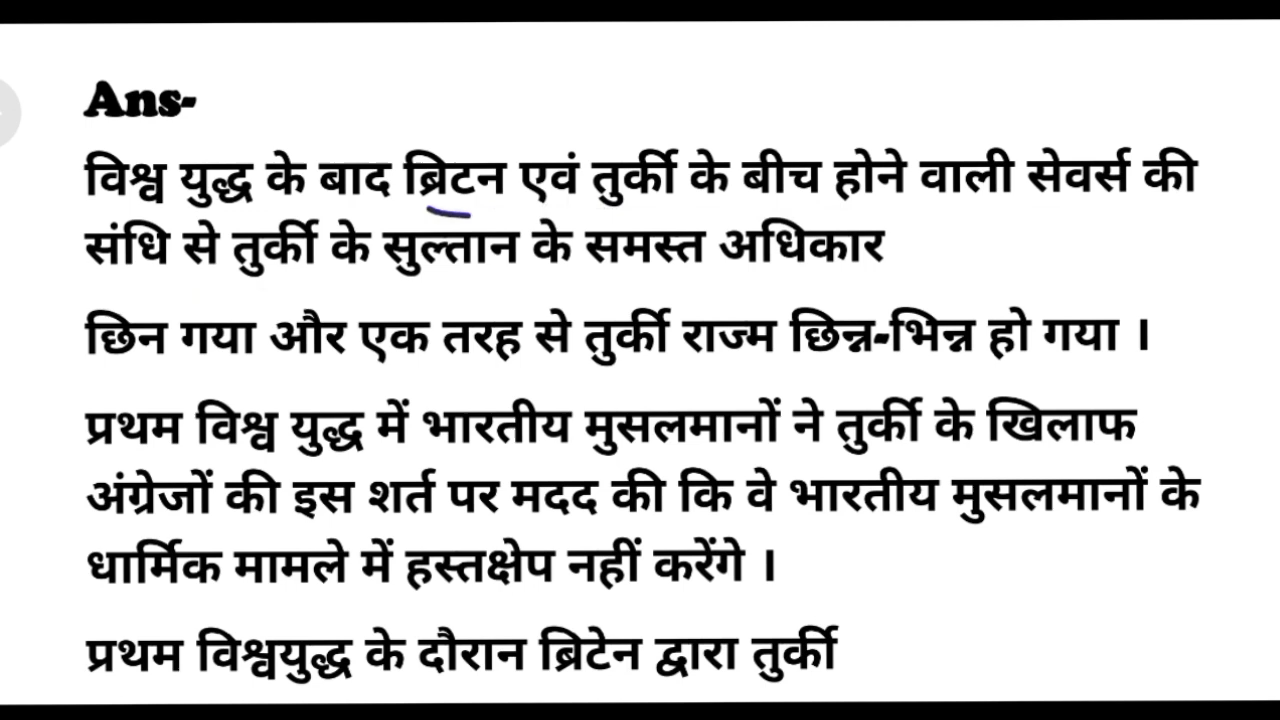 Ans-
विश्व युद्ध के बाद ब्रिटन एवं तुर्की के बीच होने वाली सेवर्स की
संधि से तुर्की के सुल्तान के समस्त अधिकार
छिन गया और एक तरह से तुर्की राज्म छिन्न-भिन्न हो गया ।
प्रथम विश्व युद्ध में भारतीय मुसलमानों ने तुर्की के खिलाफ
अंग्रेजों की इस शर्त पर मदद की कि वे भारतीय मुसलमानों के
धार्मिक मामले में हस्तक्षेप नहीं करेंगे ।
प्रथम विश्वयुद्ध के दौरान ब्रिटेन द्वारा तुर्की